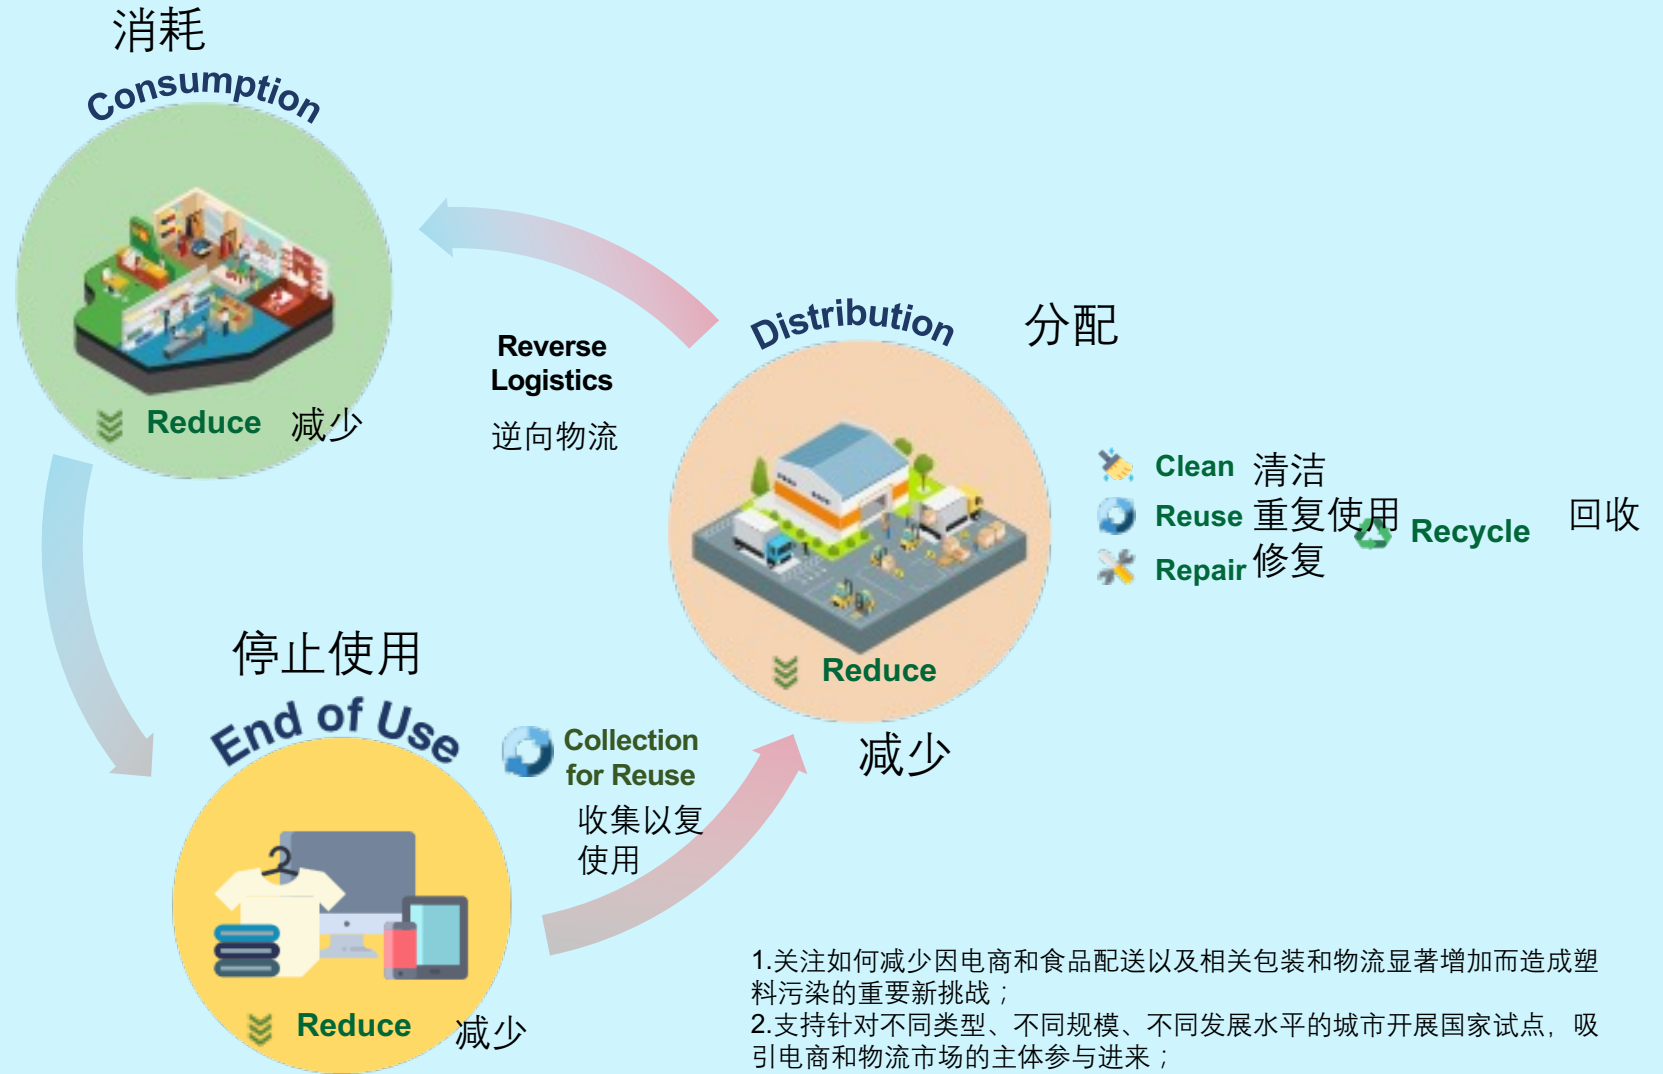 消耗
Consumption
Reduce 减少
Reverse
Logistics
逆向物流
Distribution 分配
Clean 清洁
Reuse 重复使用
Repair 修复
Recycle 回收
Reduce
减少
停止使用
End of Use
Collection
for Reuse
收集以复
使用
Reduce 减少
1.关注如何减少因电商和食品配送以及相关包装和物流显著增加而造成塑
料污染的重要新挑战；
2.支持针对不同类型、不同规模、不同发展水平的城市开展国家试点，吸
引电商和物流市场的主体参与进来；